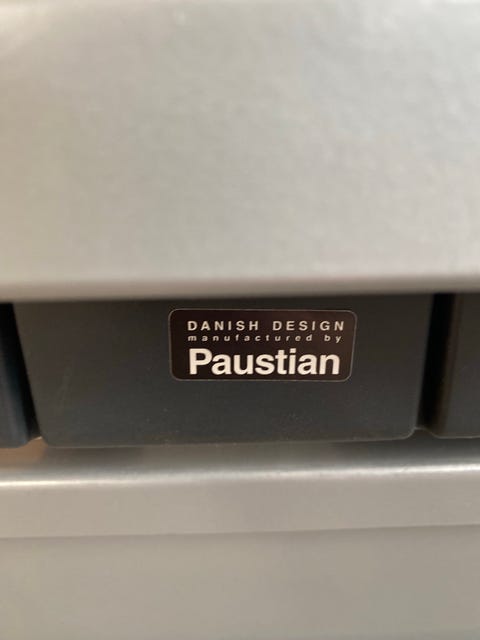 DANISH DESIGN
manufactured by
Paustian